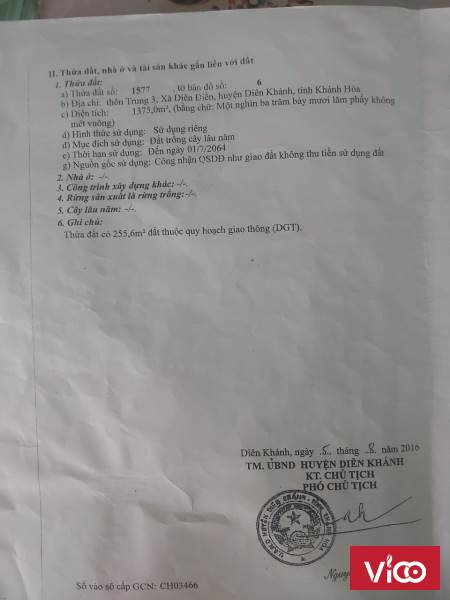 II. Thửa đất, nhà ở và tài sản khác gắn liền với đất
1. Thửa đất:
a) Thửa đất số: 1577 , tờ bản đồ số: 6
b) Địa chỉ: thôn Trung 3, Xã Diên Điền, huyện Diên Khánh, tỉnh Khánh Hòa
c) Diện tích: 1375,0m², (bằng chữ: Một nghìn ba trăm bảy mươi lăm phẩy không
mét vuông)
d) Hình thức sử dụng: Sử dụng riêng
đ) Mục đích sử dụng: Đất trồng cây lâu năm
e) Thời hạn sử dụng: Đến ngày 01/7/2064
g) Nguồn gốc sử dụng: Công nhận QSDĐ như giao đất không thu tiền sử dụng đất
2. Nhà ở: -/-.
3. Công trình xây dựng khác: -/-.
4. Rừng sản xuất là rừng trồng: -/-.
5. Cây lâu năm: -/-.
6. Ghi chú:
Thửa đất có 255,6m² đất thuộc quy hoạch giao thông (DGT).
Diên Khánh, ngày .5.. tháng ..8. năm 2016
TM. ỦBND HUYỆN DIÊN KHÁNH
KT. CHỦ TỊCH
PHÓ CHỦ TỊCH
Số vào sổ cấp GCN: CH03466
VICO